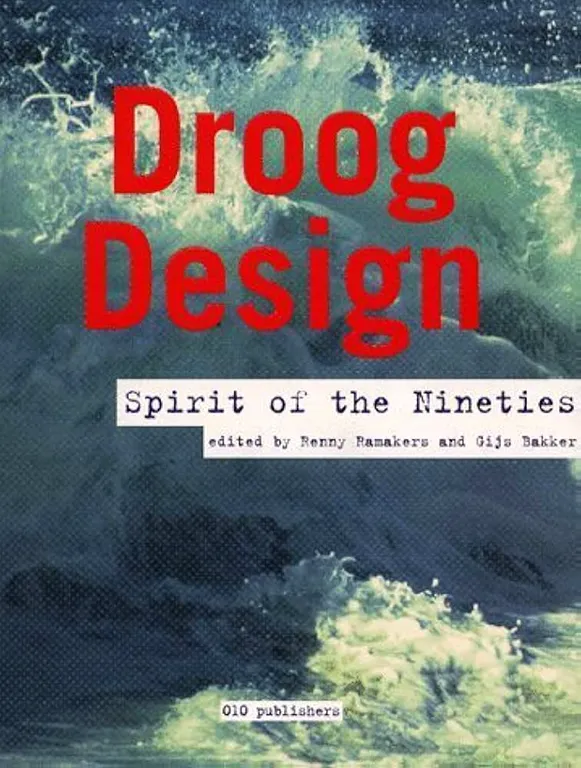 Droog
Design
Spirit of the Nineties
edited by Renny Ramakers and Gijs Bakker
010 publishers